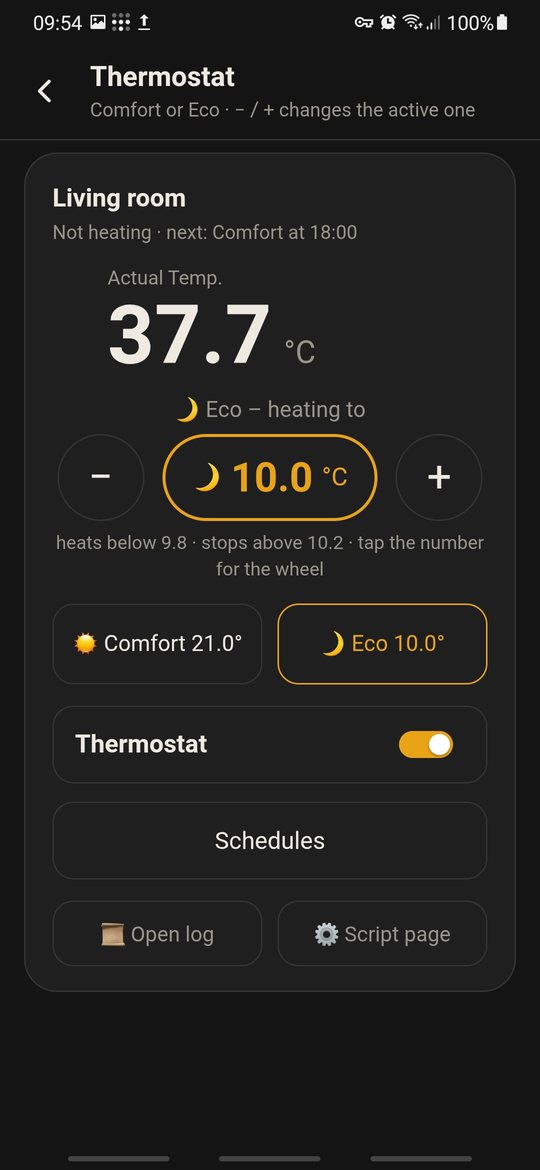 09:54
100%
Thermostat
Comfort or Eco · − / + changes the active one
Living room
Not heating · next: Comfort at 18:00
Actual Temp.
37.7 °C
🌙 Eco – heating to
− 🌙 10.0 °C +
heats below 9.8 · stops above 10.2 · tap the number
for the wheel
☀️ Comfort 21.0° 🌙 Eco 10.0°
Thermostat
Schedules
📜 Open log ⚙️ Script page